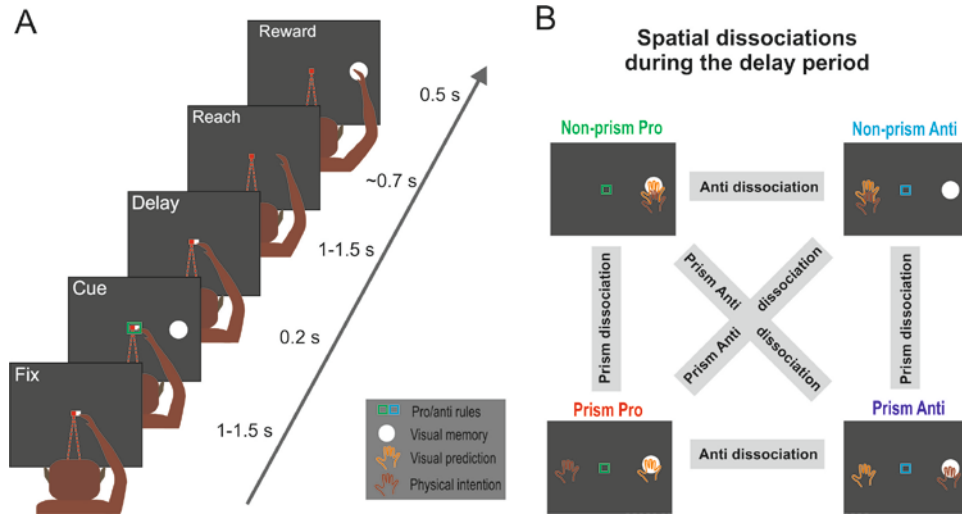 A
Reward
Reach
Delay
Cue
Fix
0.5 s
~0.7 s
1-1.5 s
0.2 s
1-1.5 s
Pro/anti rules
Visual memory
Visual prediction
Physical intention
B
Spatial dissociations
during the delay period
Non-prism Pro
Non-prism Anti
Anti dissociation
Prism dissociation
Prism Anti
dissociation
Prism Anti
dissociation
Prism dissociation
Prism Pro
Prism Anti
Anti dissociation